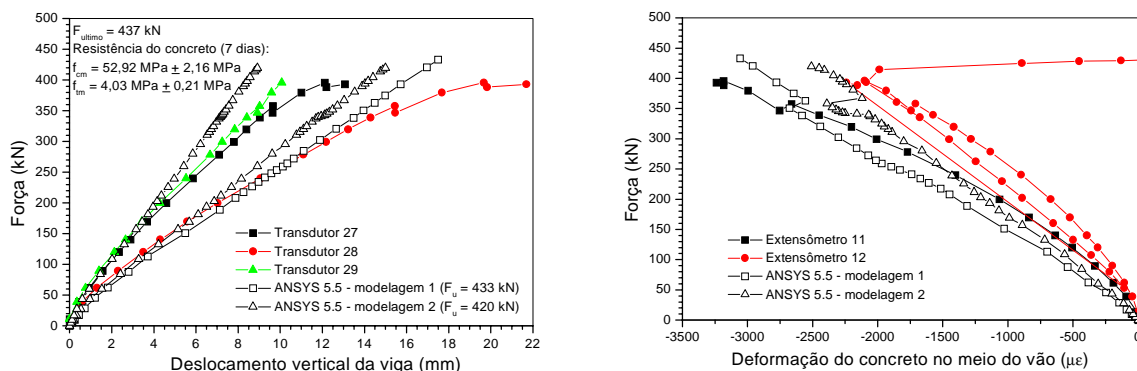 F_ultimo = 437 kN
Resistência do concreto (7 dias):
f_cm = 52,92 MPa ± 2,16 MPa
f_tm = 4,03 MPa ± 0,21 MPa
Força (kN)
500
450
400
350
300
250
200
150
100
50
0
Transdutor 27
Transdutor 28
Transdutor 29
ANSYS 5.5 - modelagem 1 (F_u = 433 kN)
ANSYS 5.5 - modelagem 2 (F_u = 420 kN)
0 2 4 6 8 10 12 14 16 18 20 22
Deslocamento vertical da viga (mm)
Força (kN)
500
450
400
350
300
250
200
150
100
50
0
Extensômetro 11
Extensômetro 12
ANSYS 5.5 - modelagem 1
ANSYS 5.5 - modelagem 2
-3500 -3000 -2500 -2000 -1500 -1000 -500 0
Deformação do concreto no meio do vão (με)